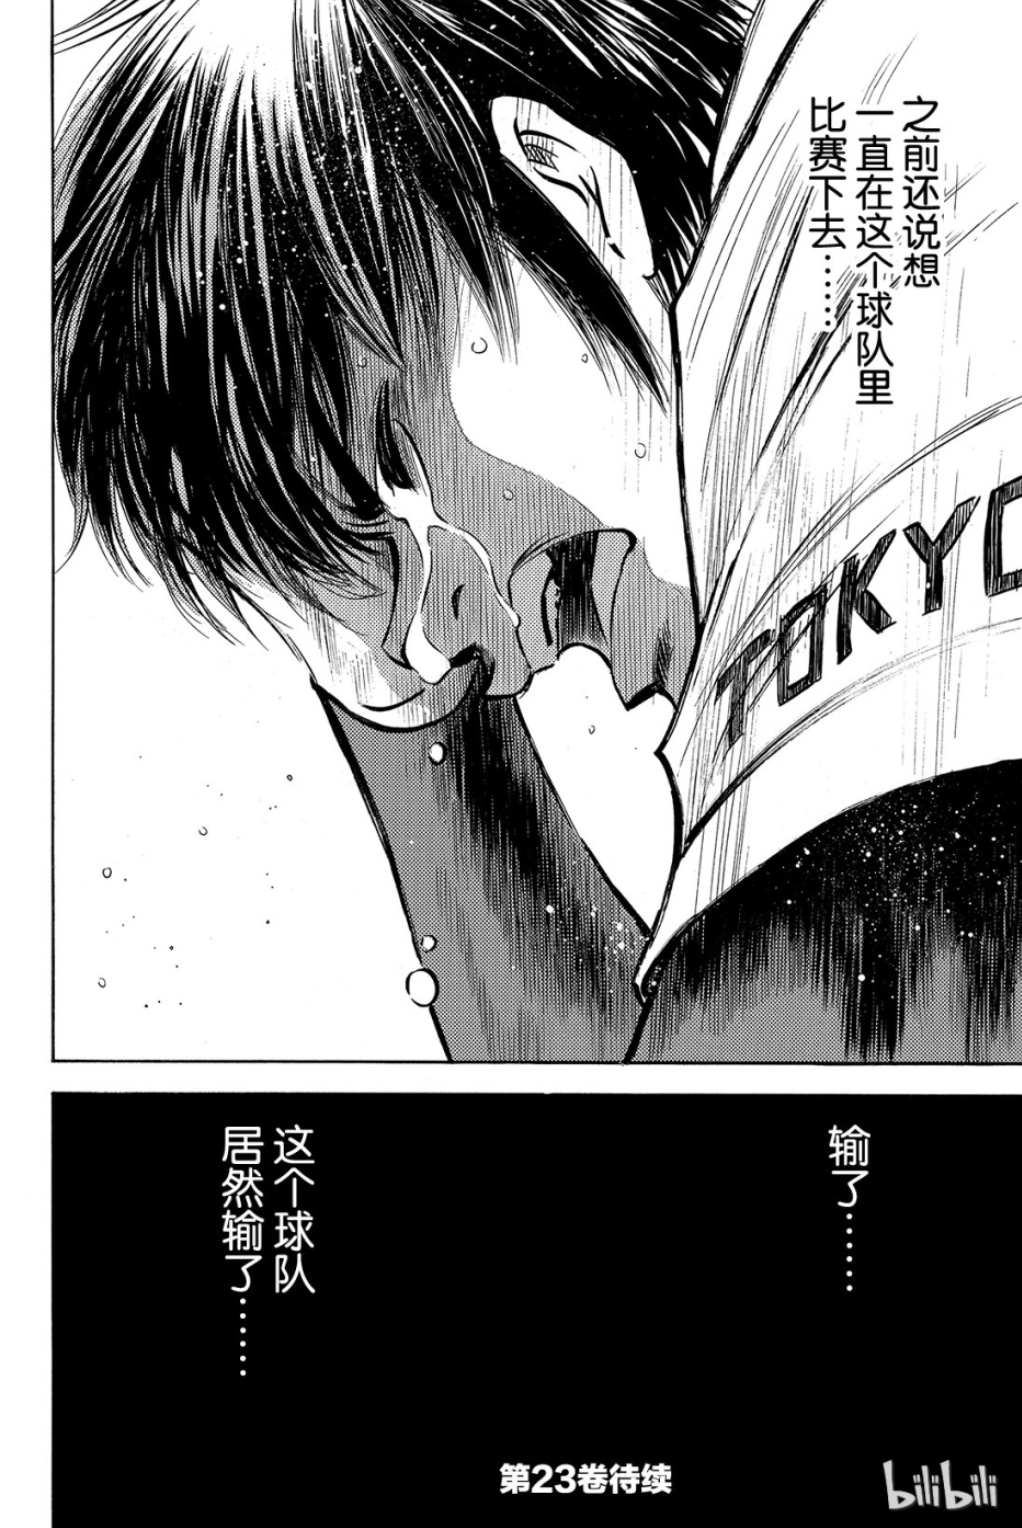 之前还说想
一直在这个球队里
比赛下去……
TOKYO
输了……
这个球队
居然输了……
第23卷待续
bilibili